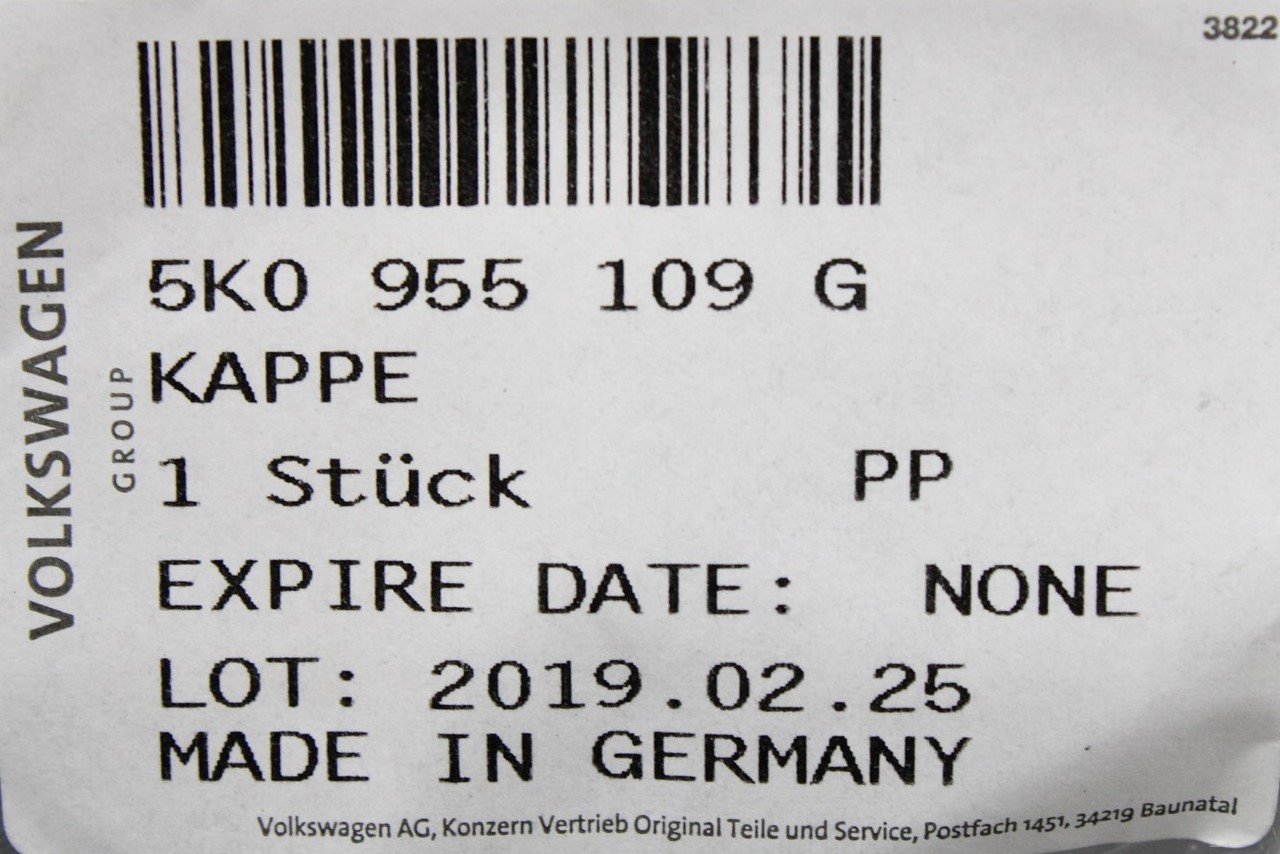 3822
5K0 955 109 G
KAPPE
1 Stück PP
EXPIRE DATE: NONE
LOT: 2019.02.25
MADE IN GERMANY
Volkswagen AG, Konzern Vertrieb Original Teile und Service, Postfach 1451, 34219 Baunatal
VOLKSWAGEN
GROUP